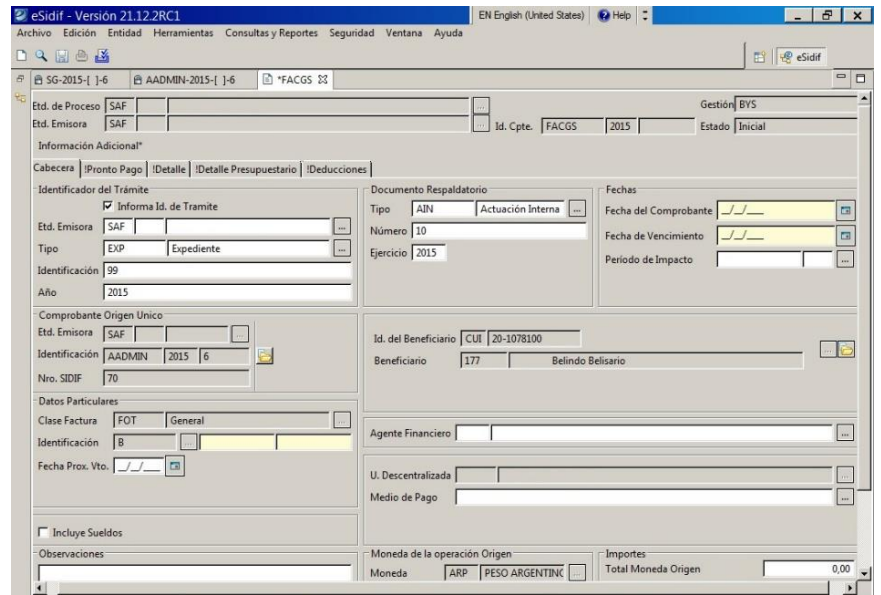 eSidif - Versión 21.12.2RC1 EN English (United States) Help
Archivo Edición Entidad Herramientas Consultas y Reportes Seguridad Ventana Ayuda
eSidif
SG-2015-[ ]-6 AADMIN-2015-[ ]-6 *FACGS
Etd. de Proceso SAF ... Gestión BYS
Etd. Emisora SAF ... Id. Cpte. FACGS 2015 Estado Inicial
Información Adicional*
Cabecera !Pronto Pago !Detalle !Detalle Presupuestario !Deducciones
Identificador del Trámite
Informa Id. de Tramite
Etd. Emisora SAF ...
Tipo EXP Expediente ...
Identificación 99
Año 2015
Documento Respaldatorio
Tipo AIN Actuación Interna ...
Número 10
Ejercicio 2015
Fechas
Fecha del Comprobante _/_/__
Fecha de Vencimiento _/_/__
Período de Impacto ...
Comprobante Origen Unico
Etd. Emisora SAF ...
Identificación AADMIN 2015 6
Nro. SIDIF 70
Id. del Beneficiario CUI 20-1078100
Beneficiario 177 Belindo Belisario ...
Datos Particulares
Clase Factura FOT General ...
Identificación B ...
Fecha Prox. Vto. _/_/__
Agente Financiero ...
U. Descentralizada ...
Medio de Pago ...
Incluye Sueldos
Observaciones
Moneda de la operación Origen
Moneda ARP PESO ARGENTINO ...
Importes
Total Moneda Origen 0,00